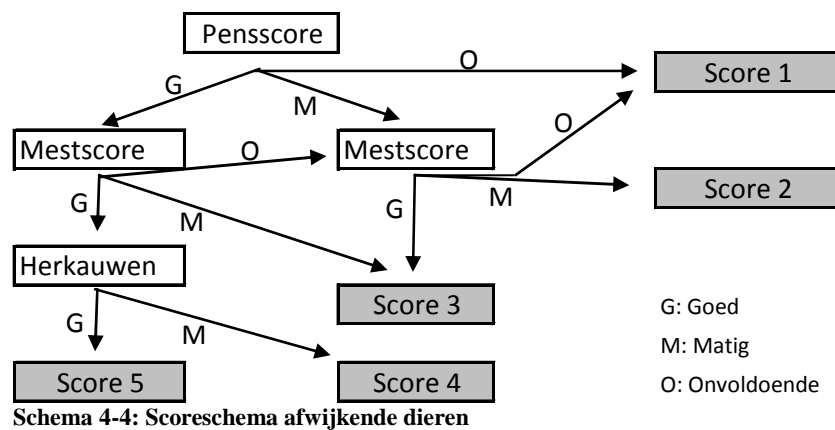 Pensscore
O
Score 1
G
M
O
Mestscore
O
Mestscore
Score 2
G
M
G
M
Herkauwen
Score 3
G: Goed
G
M
M: Matig
Score 5
Score 4
O: Onvoldoende
Schema 4-4: Scoreschema afwijkende dieren